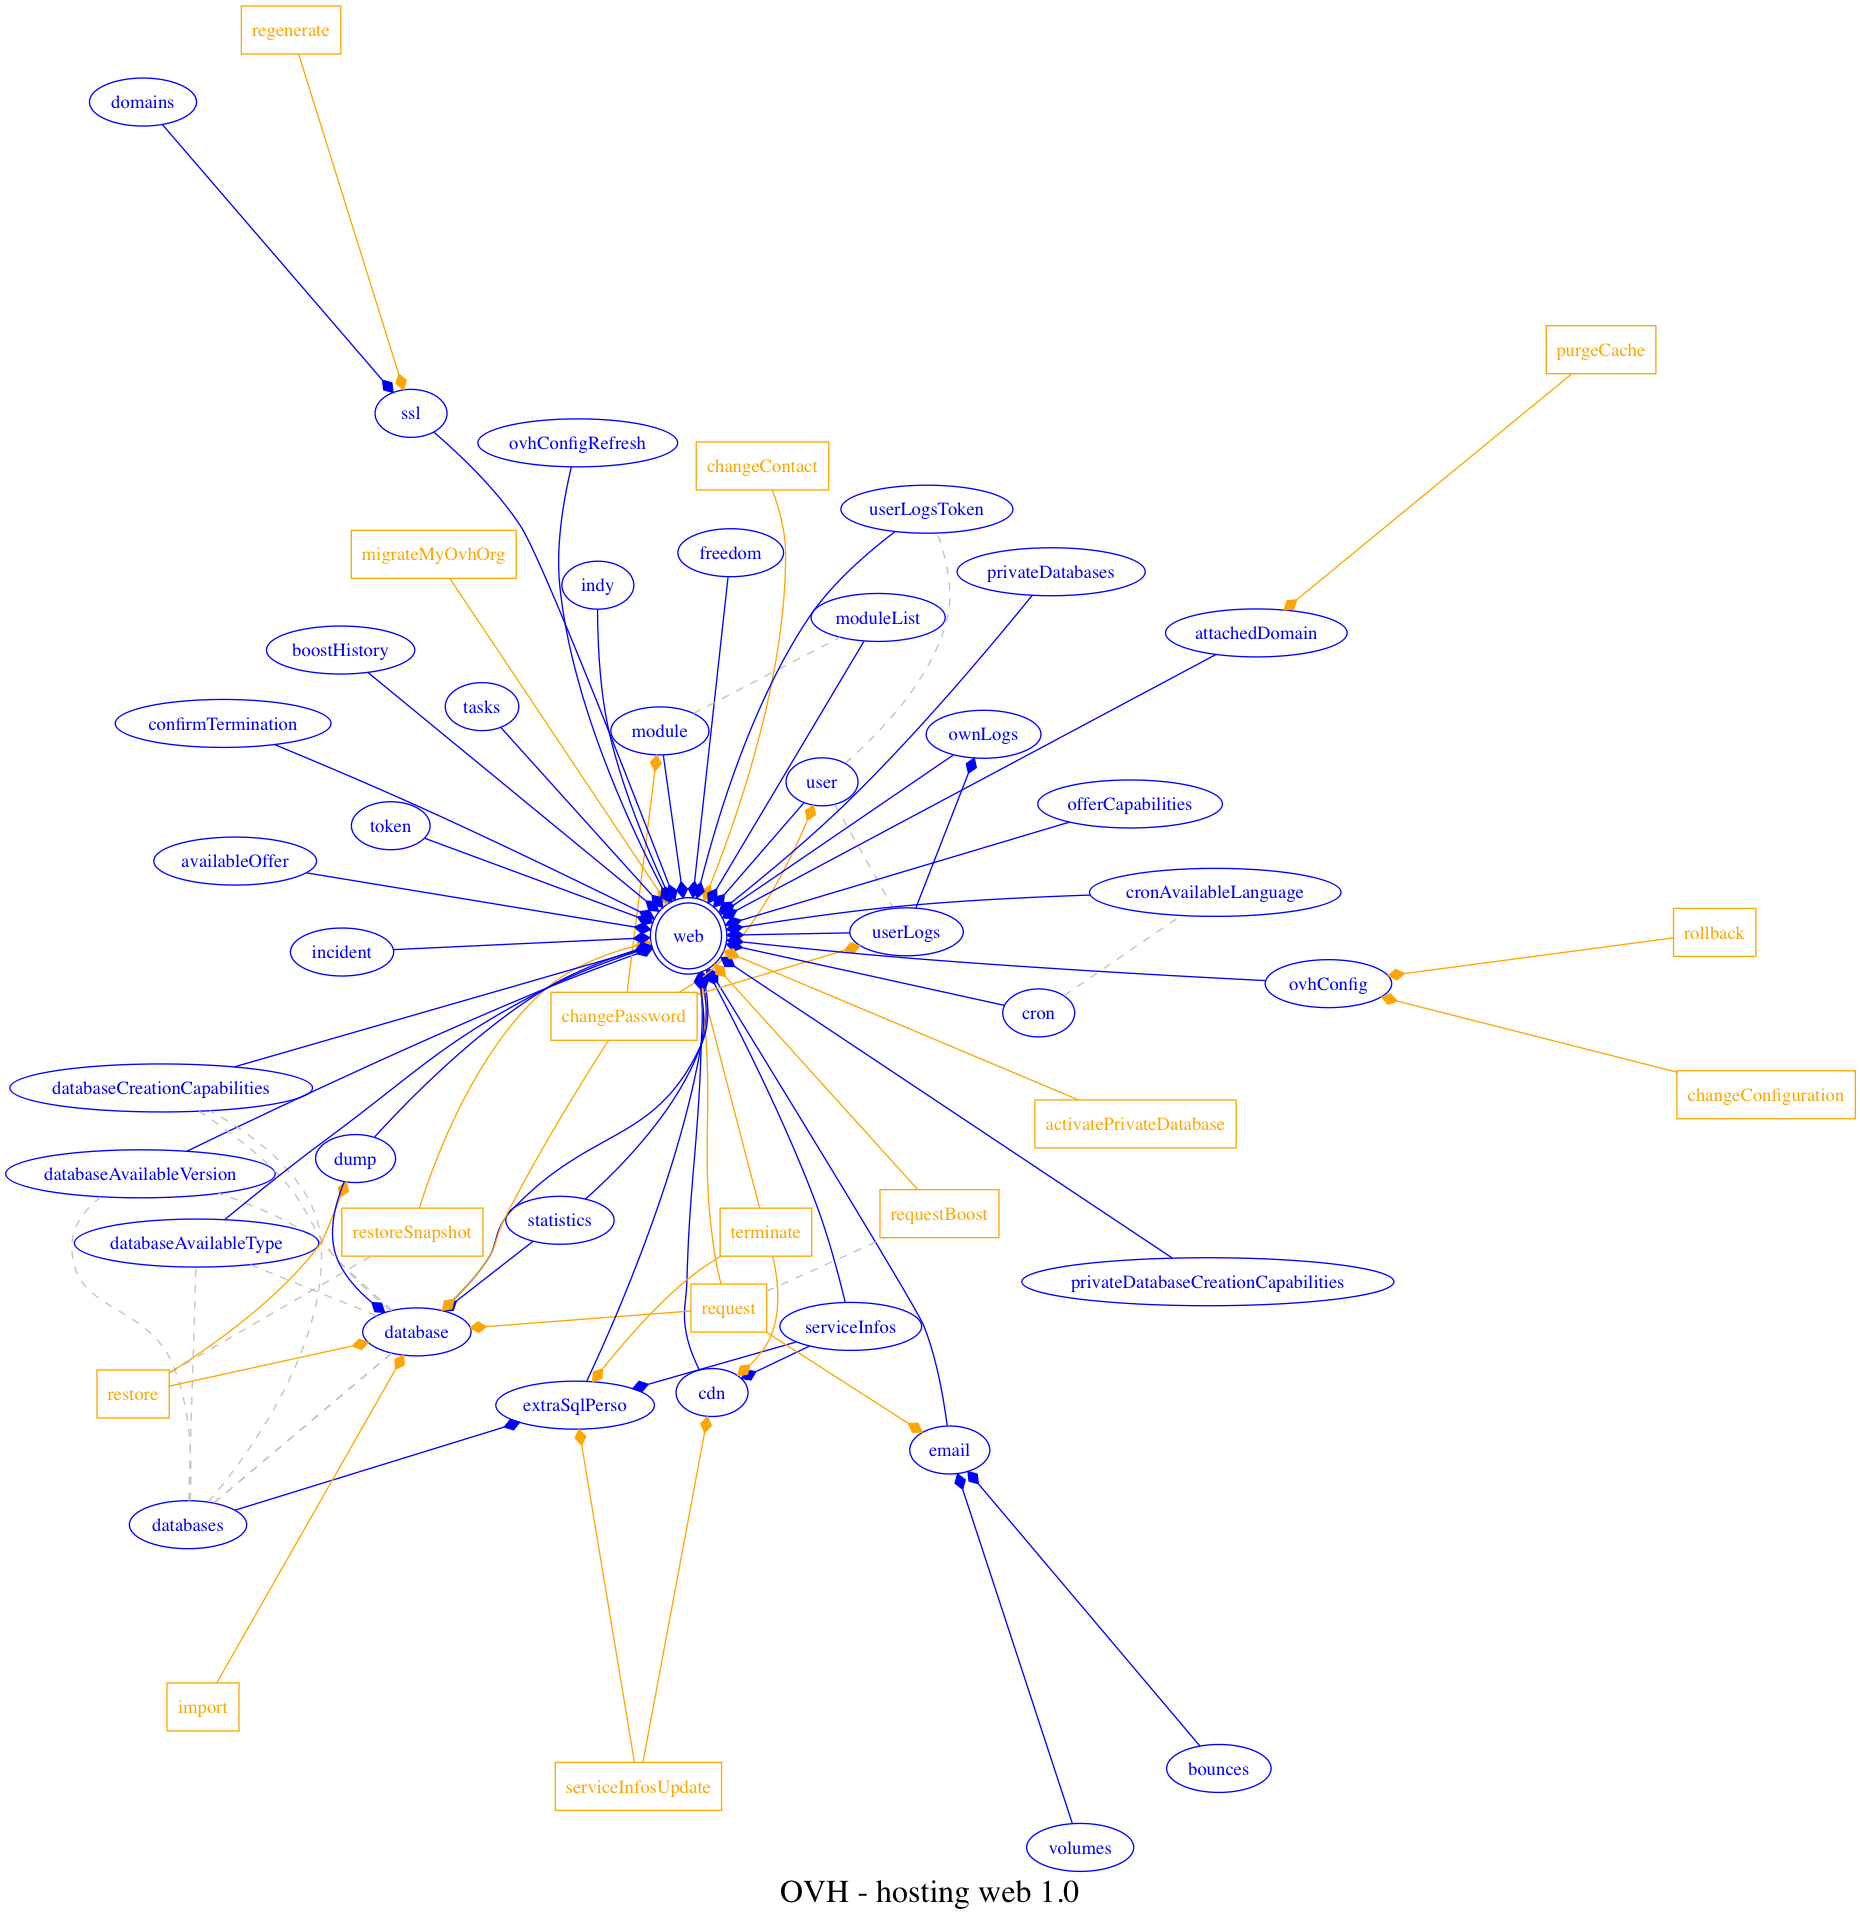 regenerate
domains
purgeCache
ssl
ovhConfigRefresh
changeContact
userLogsToken
migrateMyOvhOrg
freedom
privateDatabases
indy
moduleList
attachedDomain
boostHistory
tasks
confirmTermination
module
ownLogs
user
offerCapabilities
token
availableOffer
cronAvailableLanguage
web
userLogs
rollback
incident
ovhConfig
changePassword
cron
databaseCreationCapabilities
changeConfiguration
activatePrivateDatabase
dump
databaseAvailableVersion
requestBoost
statistics
restoreSnapshot
terminate
databaseAvailableType
privateDatabaseCreationCapabilities
request
serviceInfos
database
restore
cdn
extraSqlPerso
email
databases
import
bounces
serviceInfosUpdate
volumes
OVH - hosting web 1.0